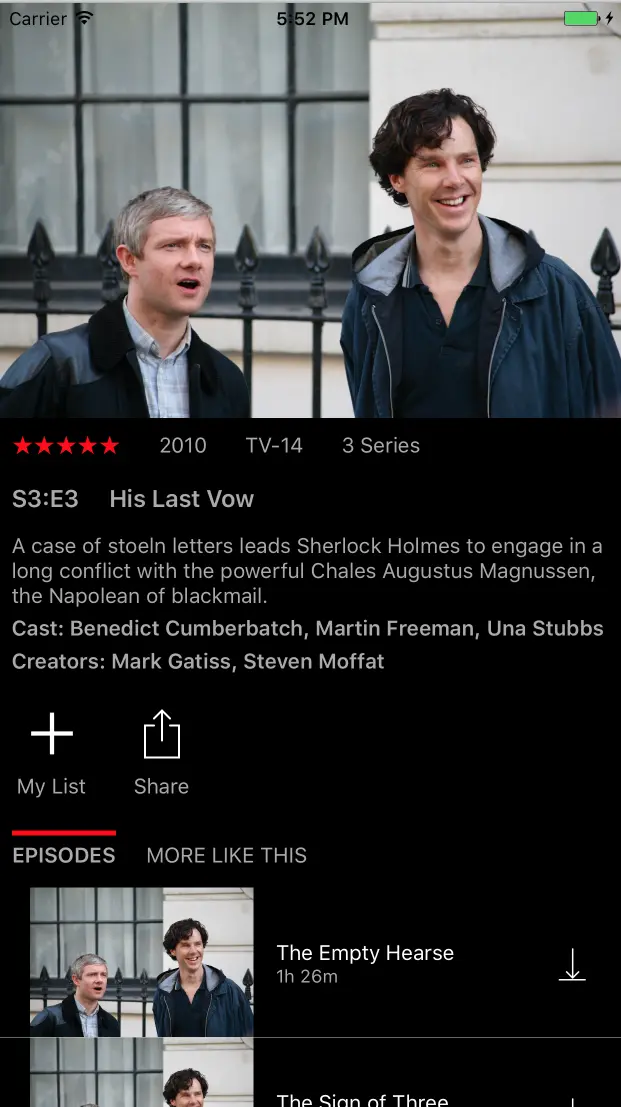 Carrier 5:52 PM
★★★★★ 2010 TV-14 3 Series
S3:E3 His Last Vow
A case of stoeln letters leads Sherlock Holmes to engage in a
long conflict with the powerful Chales Augustus Magnussen,
the Napolean of blackmail.
Cast: Benedict Cumberbatch, Martin Freeman, Una Stubbs
Creators: Mark Gatiss, Steven Moffat
My List Share
EPISODES MORE LIKE THIS
The Empty Hearse
1h 26m
The Sign of Three